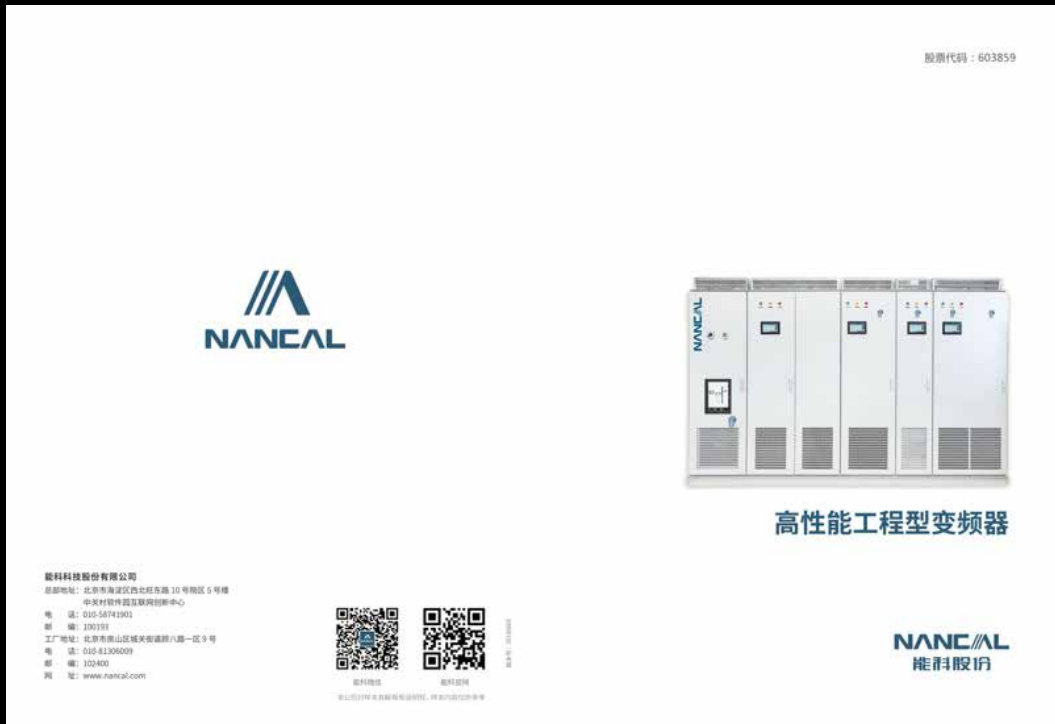 NANCAL
能科科技股份有限公司
总部地址：北京市海淀区西北旺东路 10 号院区 5 号楼
中关村软件园互联网创新中心
电 话：010-58741901
邮 编：100193
工厂地址：北京市房山区城关街道顾八路一区 9 号
电 话：010-81306009
邮 编：102400
网 址：www.nancal.com
能科微信
能科官网
股票代码：603859
NANCAL
高性能工程型变频器
NANCAL
能科股份